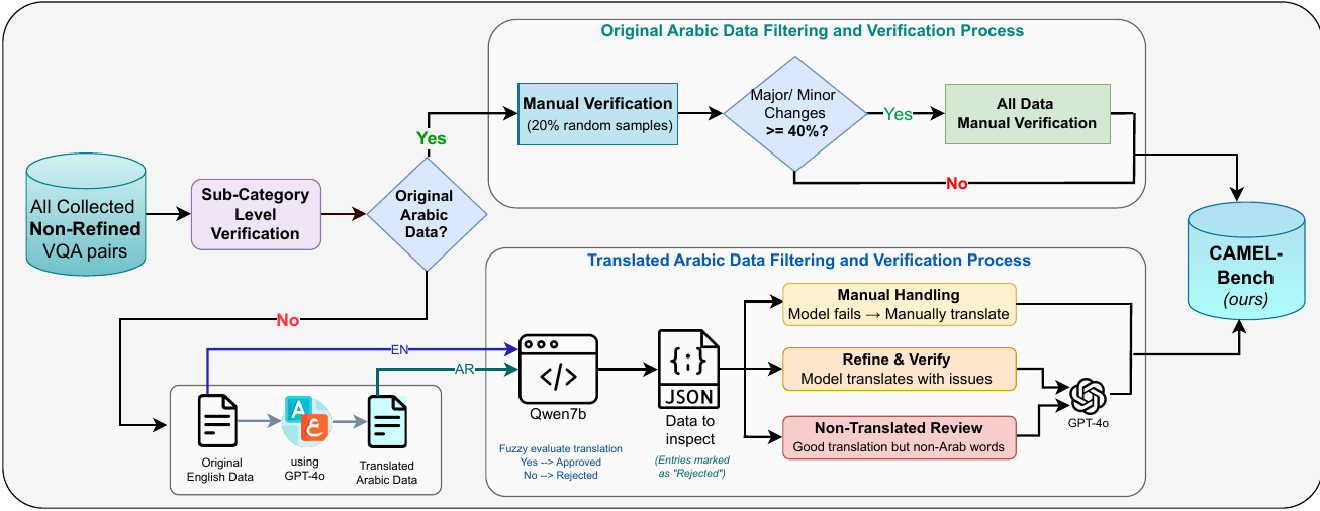 Original Arabic Data Filtering and Verification Process
Manual Verification
(20% random samples)
Major/ Minor
Changes
>= 40%?
Yes
All Data
Manual Verification
No
Yes
All Collected
Non-Refined
VQA pairs
Sub-Category
Level
Verification
Original
Arabic
Data?
No
CAMEL-
Bench
(ours)
Translated Arabic Data Filtering and Verification Process
EN
AR
Original
English Data
A
ع
using
GPT-4o
Translated
Arabic Data
</>
Qwen7b
Fuzzy evaluate translation
Yes --> Approved
No --> Rejected
{;}
JSON
Data to
inspect
(Entries marked
as "Rejected")
Manual Handling
Model fails → Manually translate
Refine & Verify
Model translates with issues
Non-Translated Review
Good translation but non-Arab words
GPT-4o